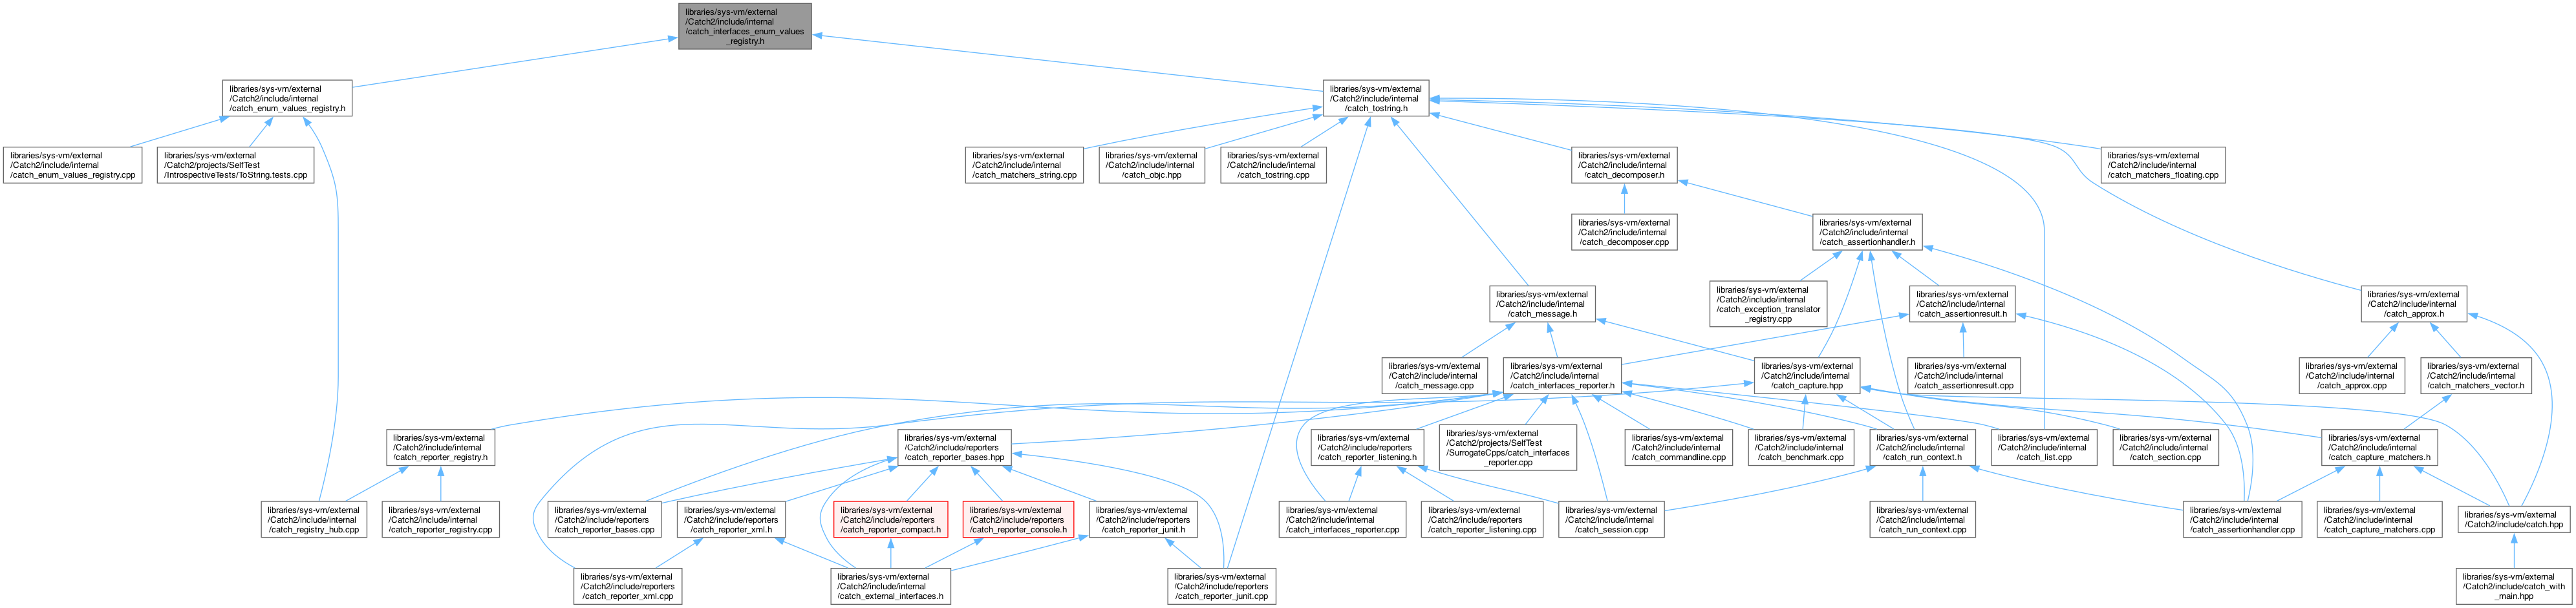 libraries/sys-vm/external
/Catch2/include/internal
/catch_interfaces_enum_values
_registry.h
libraries/sys-vm/external
/Catch2/include/internal
/catch_enum_values_registry.h
libraries/sys-vm/external
/Catch2/include/internal
/catch_tostring.h
libraries/sys-vm/external
/Catch2/include/internal
/catch_enum_values_registry.cpp
libraries/sys-vm/external
/Catch2/projects/SelfTest
/IntrospectiveTests/ToString.tests.cpp
libraries/sys-vm/external
/Catch2/include/internal
/catch_matchers_string.cpp
libraries/sys-vm/external
/Catch2/include/internal
/catch_objc.hpp
libraries/sys-vm/external
/Catch2/include/internal
/catch_tostring.cpp
libraries/sys-vm/external
/Catch2/include/internal
/catch_decomposer.h
libraries/sys-vm/external
/Catch2/include/internal
/catch_matchers_floating.cpp
libraries/sys-vm/external
/Catch2/include/internal
/catch_decomposer.cpp
libraries/sys-vm/external
/Catch2/include/internal
/catch_assertionhandler.h
libraries/sys-vm/external
/Catch2/include/internal
/catch_message.h
libraries/sys-vm/external
/Catch2/include/internal
/catch_exception_translator
_registry.cpp
libraries/sys-vm/external
/Catch2/include/internal
/catch_assertionresult.h
libraries/sys-vm/external
/Catch2/include/internal
/catch_approx.h
libraries/sys-vm/external
/Catch2/include/internal
/catch_message.cpp
libraries/sys-vm/external
/Catch2/include/internal
/catch_interfaces_reporter.h
libraries/sys-vm/external
/Catch2/include/internal
/catch_capture.hpp
libraries/sys-vm/external
/Catch2/include/internal
/catch_assertionresult.cpp
libraries/sys-vm/external
/Catch2/include/internal
/catch_approx.cpp
libraries/sys-vm/external
/Catch2/include/internal
/catch_matchers_vector.h
libraries/sys-vm/external
/Catch2/include/internal
/catch_reporter_registry.h
libraries/sys-vm/external
/Catch2/include/reporters
/catch_reporter_bases.hpp
libraries/sys-vm/external
/Catch2/include/reporters
/catch_reporter_listening.h
libraries/sys-vm/external
/Catch2/projects/SelfTest
/SurrogateCpps/catch_interfaces
_reporter.cpp
libraries/sys-vm/external
/Catch2/include/internal
/catch_commandline.cpp
libraries/sys-vm/external
/Catch2/include/internal
/catch_benchmark.cpp
libraries/sys-vm/external
/Catch2/include/internal
/catch_run_context.h
libraries/sys-vm/external
/Catch2/include/internal
/catch_list.cpp
libraries/sys-vm/external
/Catch2/include/internal
/catch_section.cpp
libraries/sys-vm/external
/Catch2/include/internal
/catch_capture_matchers.h
libraries/sys-vm/external
/Catch2/include/internal
/catch_registry_hub.cpp
libraries/sys-vm/external
/Catch2/include/internal
/catch_reporter_registry.cpp
libraries/sys-vm/external
/Catch2/include/reporters
/catch_reporter_bases.cpp
libraries/sys-vm/external
/Catch2/include/reporters
/catch_reporter_xml.h
libraries/sys-vm/external
/Catch2/include/reporters
/catch_reporter_compact.h
libraries/sys-vm/external
/Catch2/include/reporters
/catch_reporter_console.h
libraries/sys-vm/external
/Catch2/include/reporters
/catch_reporter_junit.h
libraries/sys-vm/external
/Catch2/include/internal
/catch_interfaces_reporter.cpp
libraries/sys-vm/external
/Catch2/include/reporters
/catch_reporter_listening.cpp
libraries/sys-vm/external
/Catch2/include/internal
/catch_session.cpp
libraries/sys-vm/external
/Catch2/include/internal
/catch_run_context.cpp
libraries/sys-vm/external
/Catch2/include/internal
/catch_assertionhandler.cpp
libraries/sys-vm/external
/Catch2/include/internal
/catch_capture_matchers.cpp
libraries/sys-vm/external
/Catch2/include/catch.hpp
libraries/sys-vm/external
/Catch2/include/reporters
/catch_reporter_xml.cpp
libraries/sys-vm/external
/Catch2/include/internal
/catch_external_interfaces.h
libraries/sys-vm/external
/Catch2/include/reporters
/catch_reporter_junit.cpp
libraries/sys-vm/external
/Catch2/include/catch_with
_main.hpp